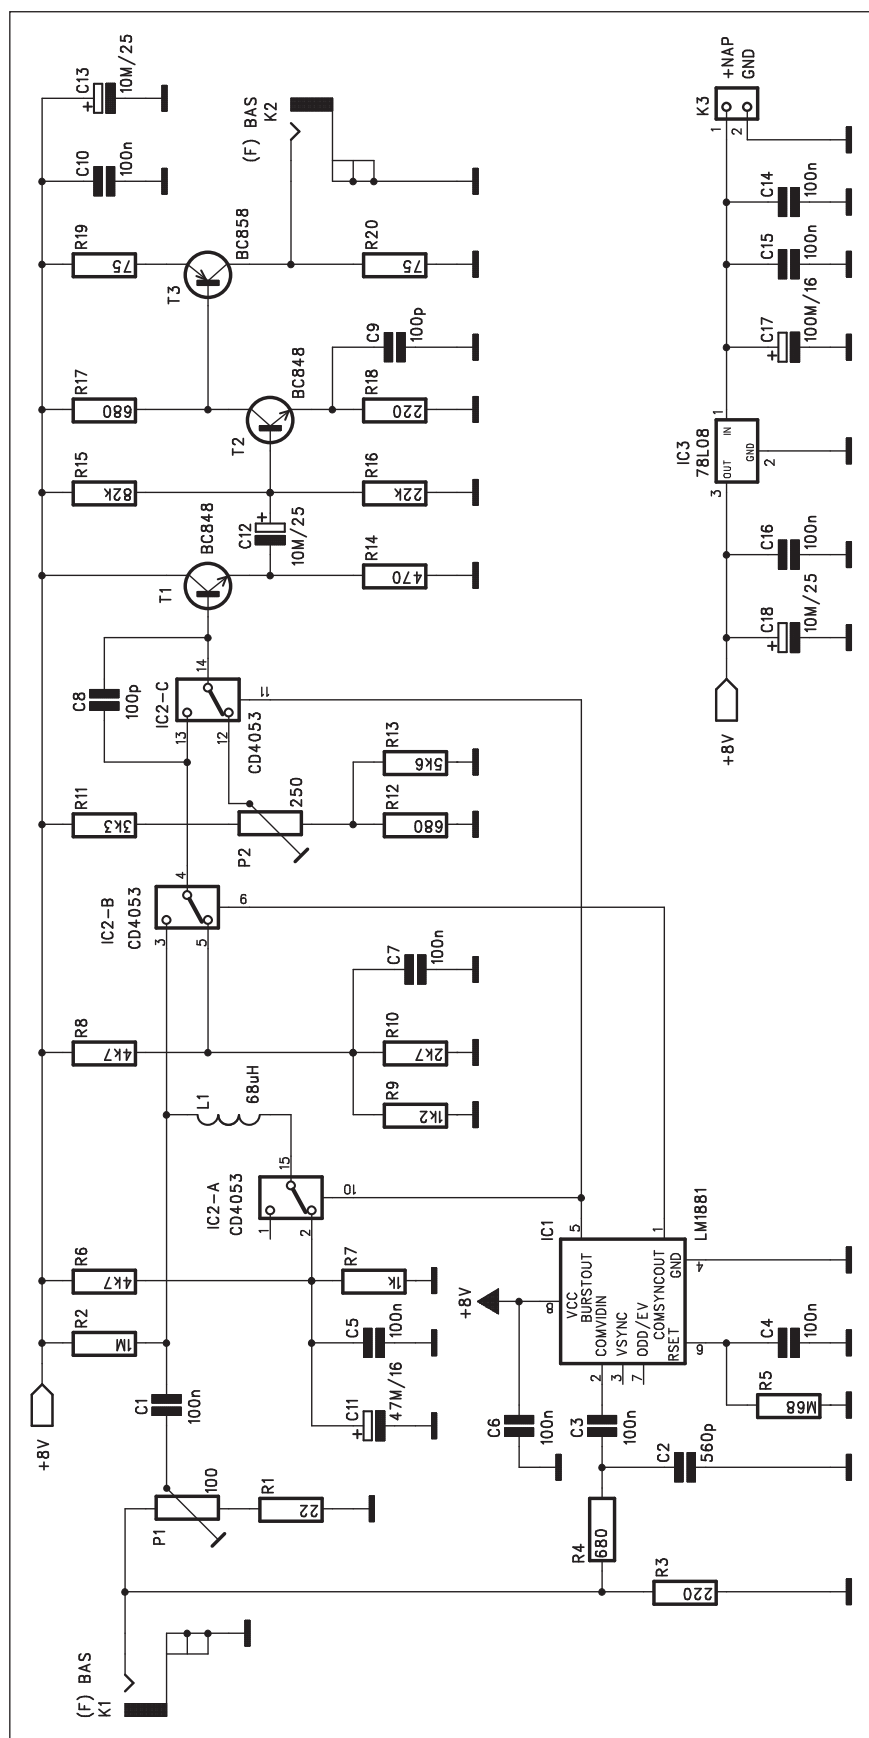 (F) BAS
K1
P1
100
R1
22
R3
220
R4
680
C2
560p
C3
100n
C6
100n
+8V
C1
100n
R2
1M
R6
4k7
C11
47M/16
+
C5
100n
R7
1k
IC2-A
CD4053
1
2
15
10
L1
68uH
R8
4k7
R9
1k2
R10
2k7
C7
100n
IC2-B
CD4053
3
5
4
9
R11
3k3
P2
250
R12
680
R13
5k6
C8
100p
IC2-C
CD4053
13
12
14
11
T1
BC848
R14
470
C12
10M/25
+
R15
82k
R16
22k
T2
BC848
R17
680
R18
220
C9
100p
T3
BC858
R19
75
R20
75
(F) BAS
K2
C10
100n
C13
10M/25
+
+8V
IC1
LM1881
VCC
BURSTOUT
COMVIDIN
VSYNC
ODD/EV
COMSYNCOUT
RSET
GND
8
5
2
3
7
1
6
4
R5
M68
C4
100n
+8V
C18
10M/25
+
C16
100n
IC3
78L08
OUT
IN
GND
3
1
2
C17
100M/16
+
C15
100n
C14
100n
K3
1
2
+NAP
GND